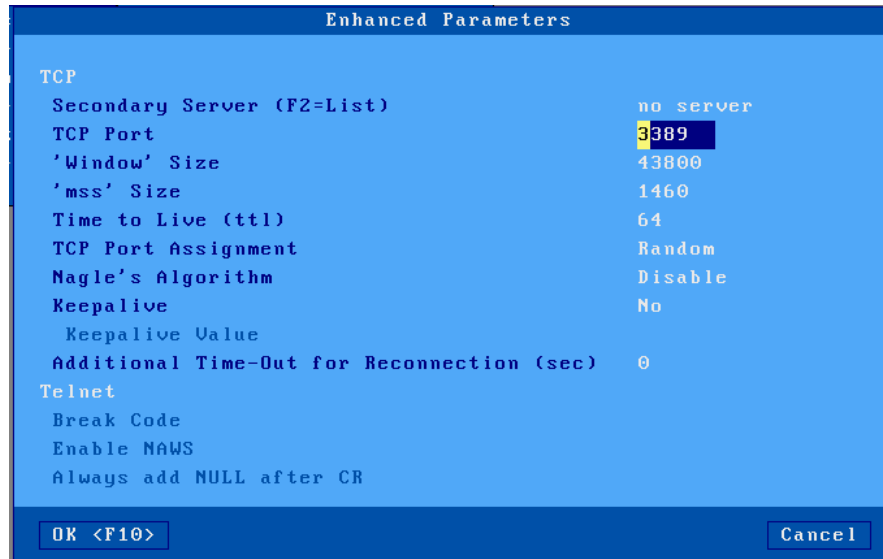 Enhanced Parameters
TCP
Secondary Server (F2=List) no server
TCP Port 3389
'Window' Size 43800
'mss' Size 1460
Time to Live (ttl) 64
TCP Port Assignment Random
Nagle's Algorithm Disable
Keepalive No
Keepalive Value
Additional Time-Out for Reconnection (sec) 0
Telnet
Break Code
Enable NAWS
Always add NULL after CR
OK <F10> Cancel